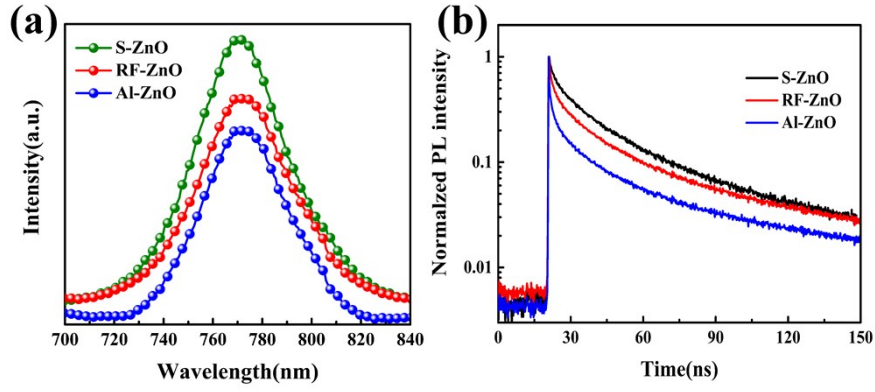 (a)
S-ZnO
RF-ZnO
Al-ZnO
Intensity(a.u.)
700 720 740 760 780 800 820 840
Wavelength(nm)
(b)
S-ZnO
RF-ZnO
Al-ZnO
Normalzed PL intensity
1
0.1
0.01
0 30 60 90 120 150
Time(ns)